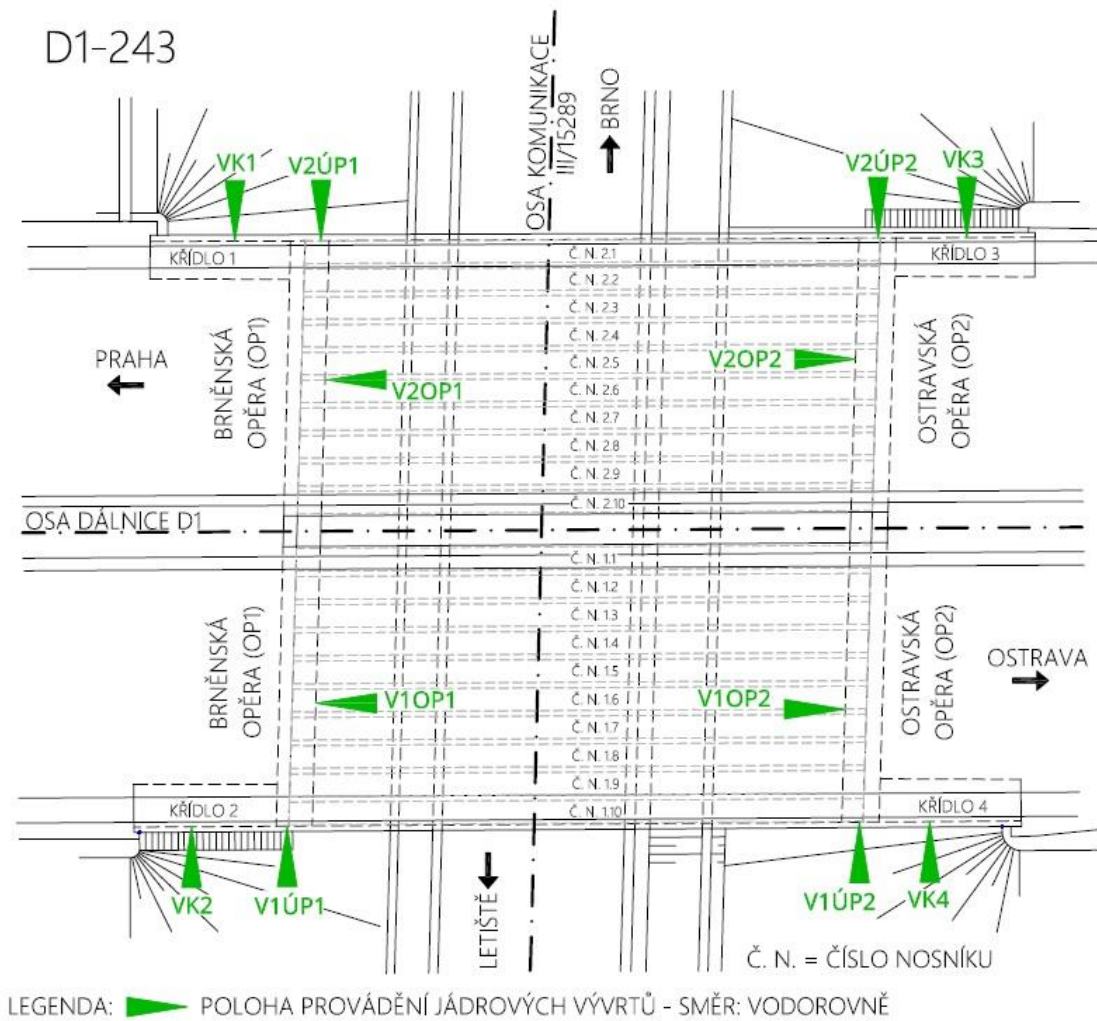 D1-243
OSA KOMUNIKACE
III/15289
BRNO
VK1
V2ÚP1
V2ÚP2
VK3
KŘÍDLO 1
KŘÍDLO 3
Č. N. 2.1
Č. N. 2.2
Č. N. 2.3
Č. N. 2.4
Č. N. 2.5
Č. N. 2.6
Č. N. 2.7
Č. N. 2.8
Č. N. 2.9
Č. N. 2.10
PRAHA
BRNĚNSKÁ
OPĚRA (OP1)
V2OP1
V2OP2
OSTRAVSKÁ
OPĚRA (OP2)
OSA DÁLNICE D1
Č. N. 1.1
Č. N. 1.2
Č. N. 1.3
Č. N. 1.4
Č. N. 1.5
Č. N. 1.6
Č. N. 1.7
Č. N. 1.8
Č. N. 1.9
Č. N. 1.10
BRNĚNSKÁ
OPĚRA (OP1)
V1OP1
V1OP2
OSTRAVSKÁ
OPĚRA (OP2)
OSTRAVA
KŘÍDLO 2
KŘÍDLO 4
VK2
V1ÚP1
LETIŠTĚ
V1ÚP2
VK4
Č. N. = ČÍSLO NOSNÍKU
LEGENDA: POLOHA PROVÁDĚNÍ JÁDROVÝCH VÝVRTŮ - SMĚR: VODOROVNĚ